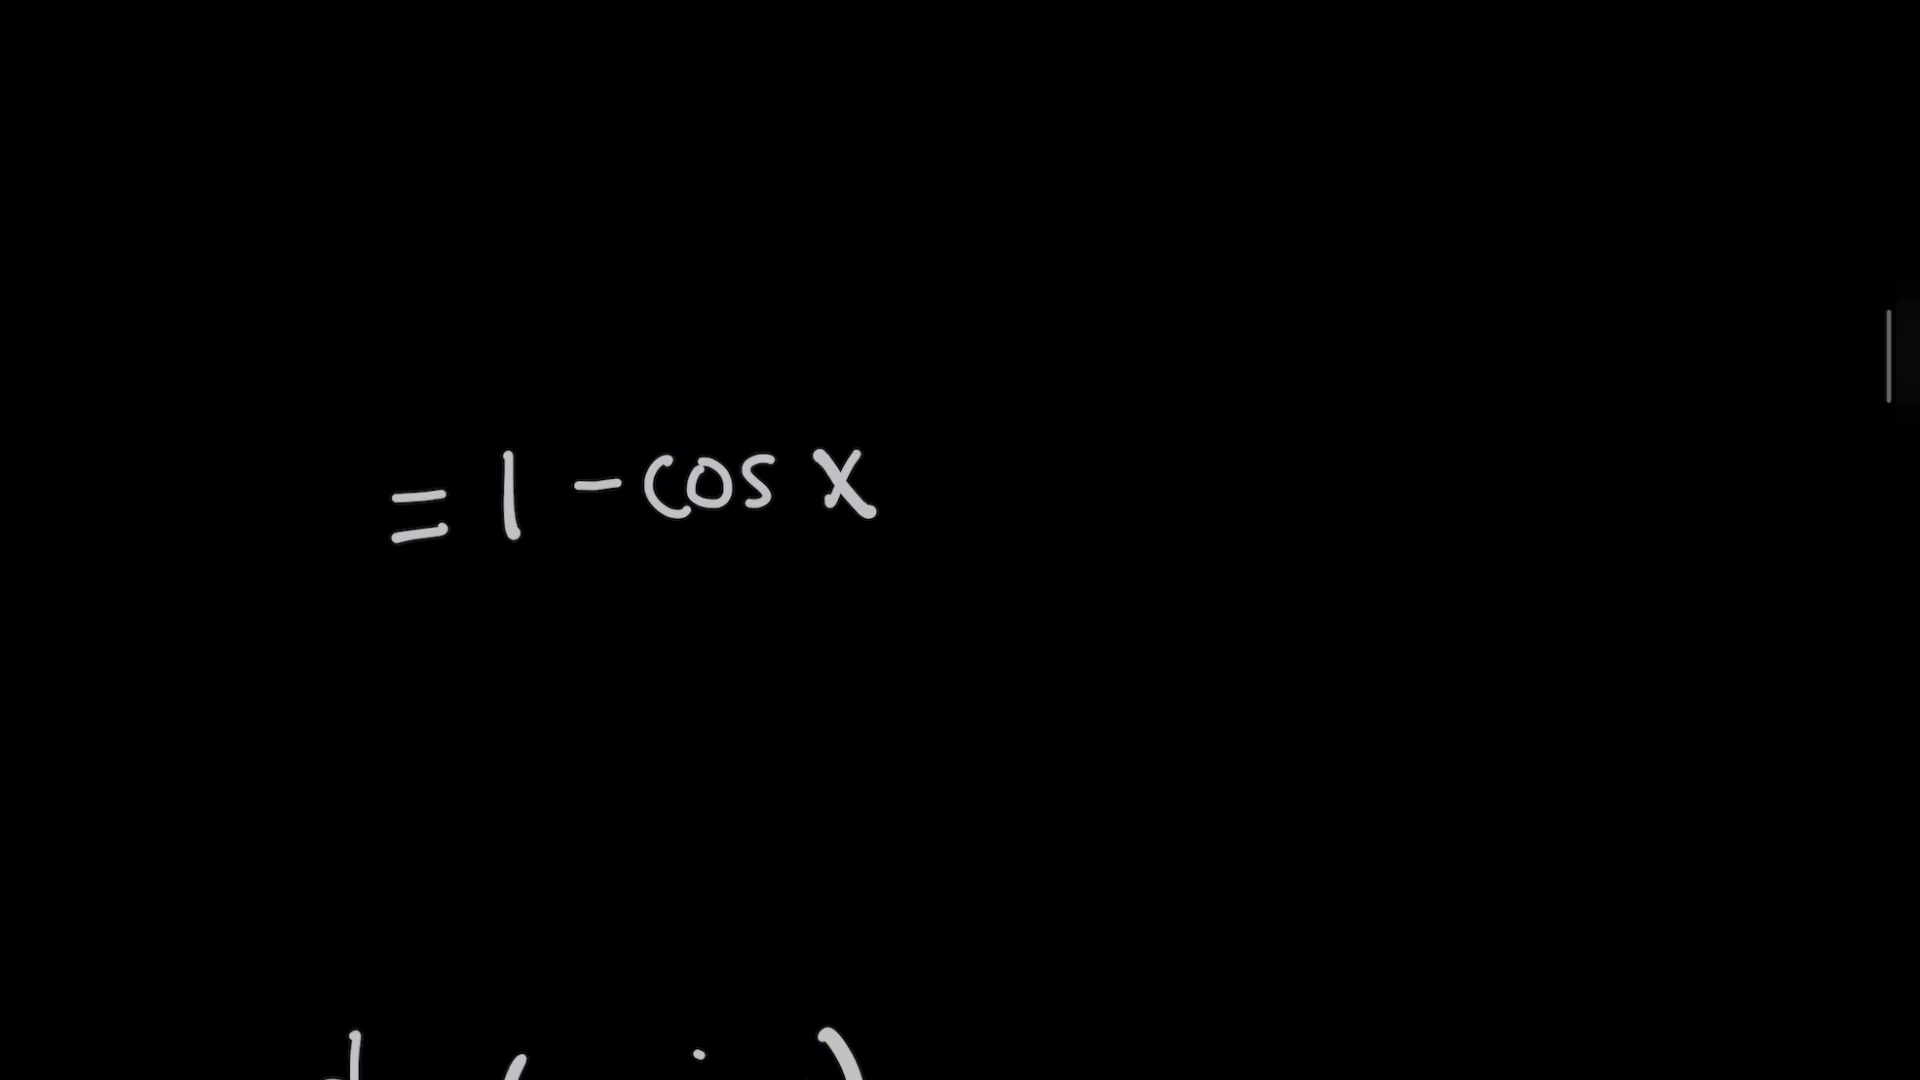 = 1 - cos x